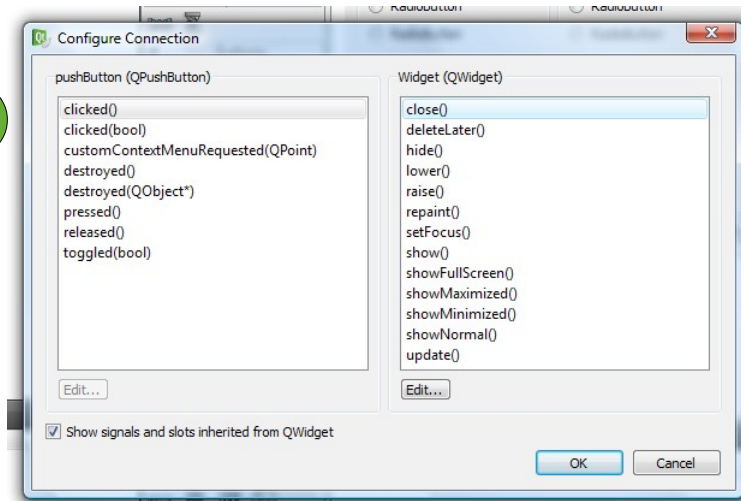 Radiobutton
Radiobutton
Configure Connection
pushButton (QPushButton)
clicked()
clicked(bool)
customContextMenuRequested(QPoint)
destroyed()
destroyed(QObject*)
pressed()
released()
toggled(bool)
Edit...
Widget (QWidget)
close()
deleteLater()
hide()
lower()
raise()
repaint()
setFocus()
show()
showFullScreen()
showMaximized()
showMinimized()
showNormal()
update()
Edit...
Show signals and slots inherited from QWidget
OK
Cancel